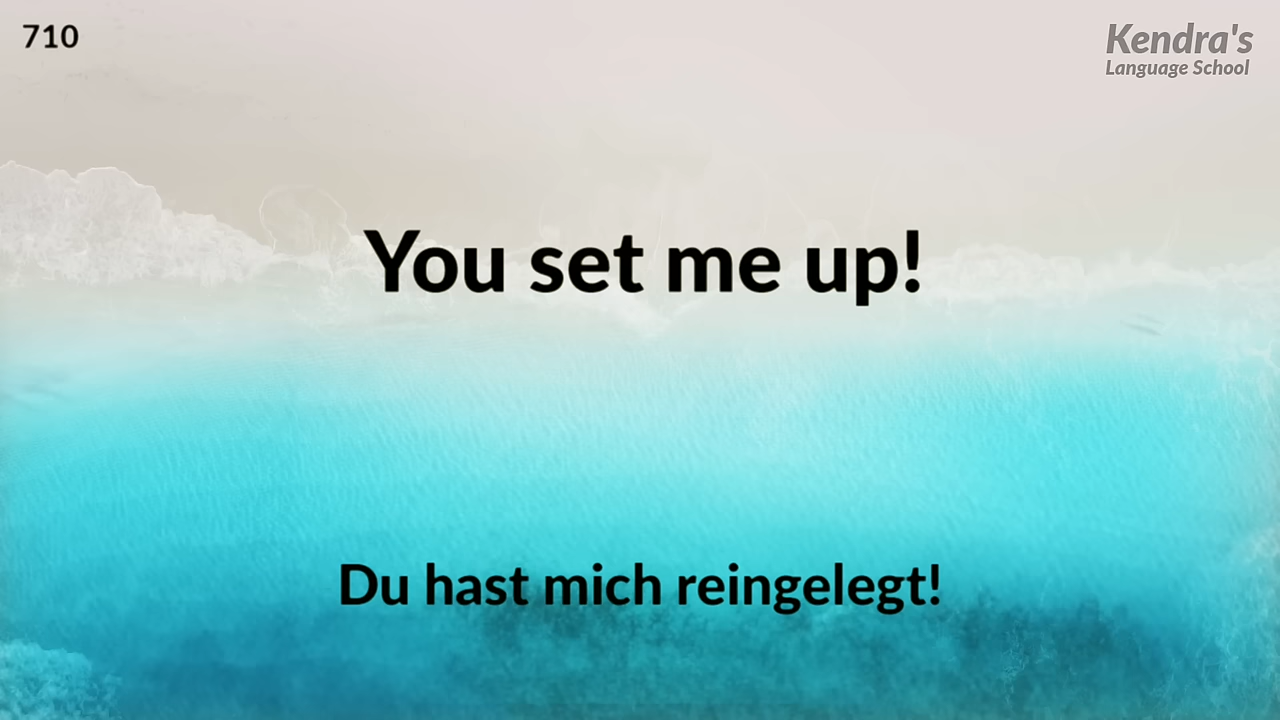 710
Kendra's
Language School
You set me up!
Du hast mich reingelegt!